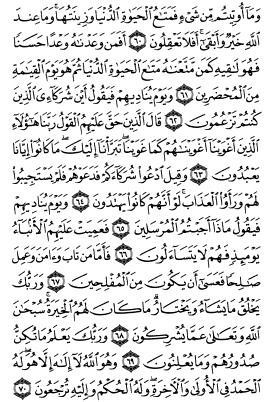 وَمَآ أُوتِيتُم مِّن شَىْءٍ فَمَتَٰعُ ٱلْحَيَوٰةِ ٱلدُّنْيَا وَزِينَتُهَا ۚ وَمَا عِندَ
ٱللَّهِ خَيْرٌ وَأَبْقَىٰٓ ۚ أَفَلَا تَعْقِلُونَ ٦٠ أَفَمَن وَعَدْنَٰهُ وَعْدًا حَسَنًا
فَهُوَ لَٰقِيهِ كَمَن مَّتَّعْنَٰهُ مَتَٰعَ ٱلْحَيَوٰةِ ٱلدُّنْيَا ثُمَّ هُوَ يَوْمَ ٱلْقِيَٰمَةِ
مِنَ ٱلْمُحْضَرِينَ ٦١ وَيَوْمَ يُنَادِيهِمْ فَيَقُولُ أَيْنَ شُرَكَآءِىَ ٱلَّذِينَ
كُنتُمْ تَزْعُمُونَ ٦٢ قَالَ ٱلَّذِينَ حَقَّ عَلَيْهِمُ ٱلْقَوْلُ رَبَّنَا هَٰٓؤُلَآءِ
ٱلَّذِينَ أَغْوَيْنَآ أَغْوَيْنَٰهُمْ كَمَا غَوَيْنَا ۖ تَبَرَّأْنَآ إِلَيْكَ ۖ مَا كَانُوٓا۟ إِيَّانَا
يَعْبُدُونَ ٦٣ وَقِيلَ ٱدْعُوا۟ شُرَكَآءَكُمْ فَدَعَوْهُمْ فَلَمْ يَسْتَجِيبُوا۟
لَهُمْ وَرَأَوُا۟ ٱلْعَذَابَ ۚ لَوْ أَنَّهُمْ كَانُوا۟ يَهْتَدُونَ ٦٤ وَيَوْمَ يُنَادِيهِمْ
فَيَقُولُ مَاذَآ أَجَبْتُمُ ٱلْمُرْسَلِينَ ٦٥ فَعَمِيَتْ عَلَيْهِمُ ٱلْأَنۢبَآءُ
يَوْمَئِذٍ فَهُمْ لَا يَتَسَآءَلُونَ ٦٦ فَأَمَّا مَن تَابَ وَءَامَنَ وَعَمِلَ
صَٰلِحًا فَعَسَىٰٓ أَن يَكُونَ مِنَ ٱلْمُفْلِحِينَ ٦٧ وَرَبُّكَ
يَخْلُقُ مَا يَشَآءُ وَيَخْتَارُ ۗ مَا كَانَ لَهُمُ ٱلْخِيَرَةُ ۚ سُبْحَٰنَ
ٱللَّهِ وَتَعَٰلَىٰ عَمَّا يُشْرِكُونَ ٦٨ وَرَبُّكَ يَعْلَمُ مَا تُكِنُّ
صُدُورُهُمْ وَمَا يُعْلِنُونَ ٦٩ وَهُوَ ٱللَّهُ لَآ إِلَٰهَ إِلَّا هُوَ ۖ لَهُ
ٱلْحَمْدُ فِى ٱلْأُولَىٰ وَٱلْءَاخِرَةِ ۖ وَلَهُ ٱلْحُكْمُ وَإِلَيْهِ تُرْجَعُونَ ٧٠